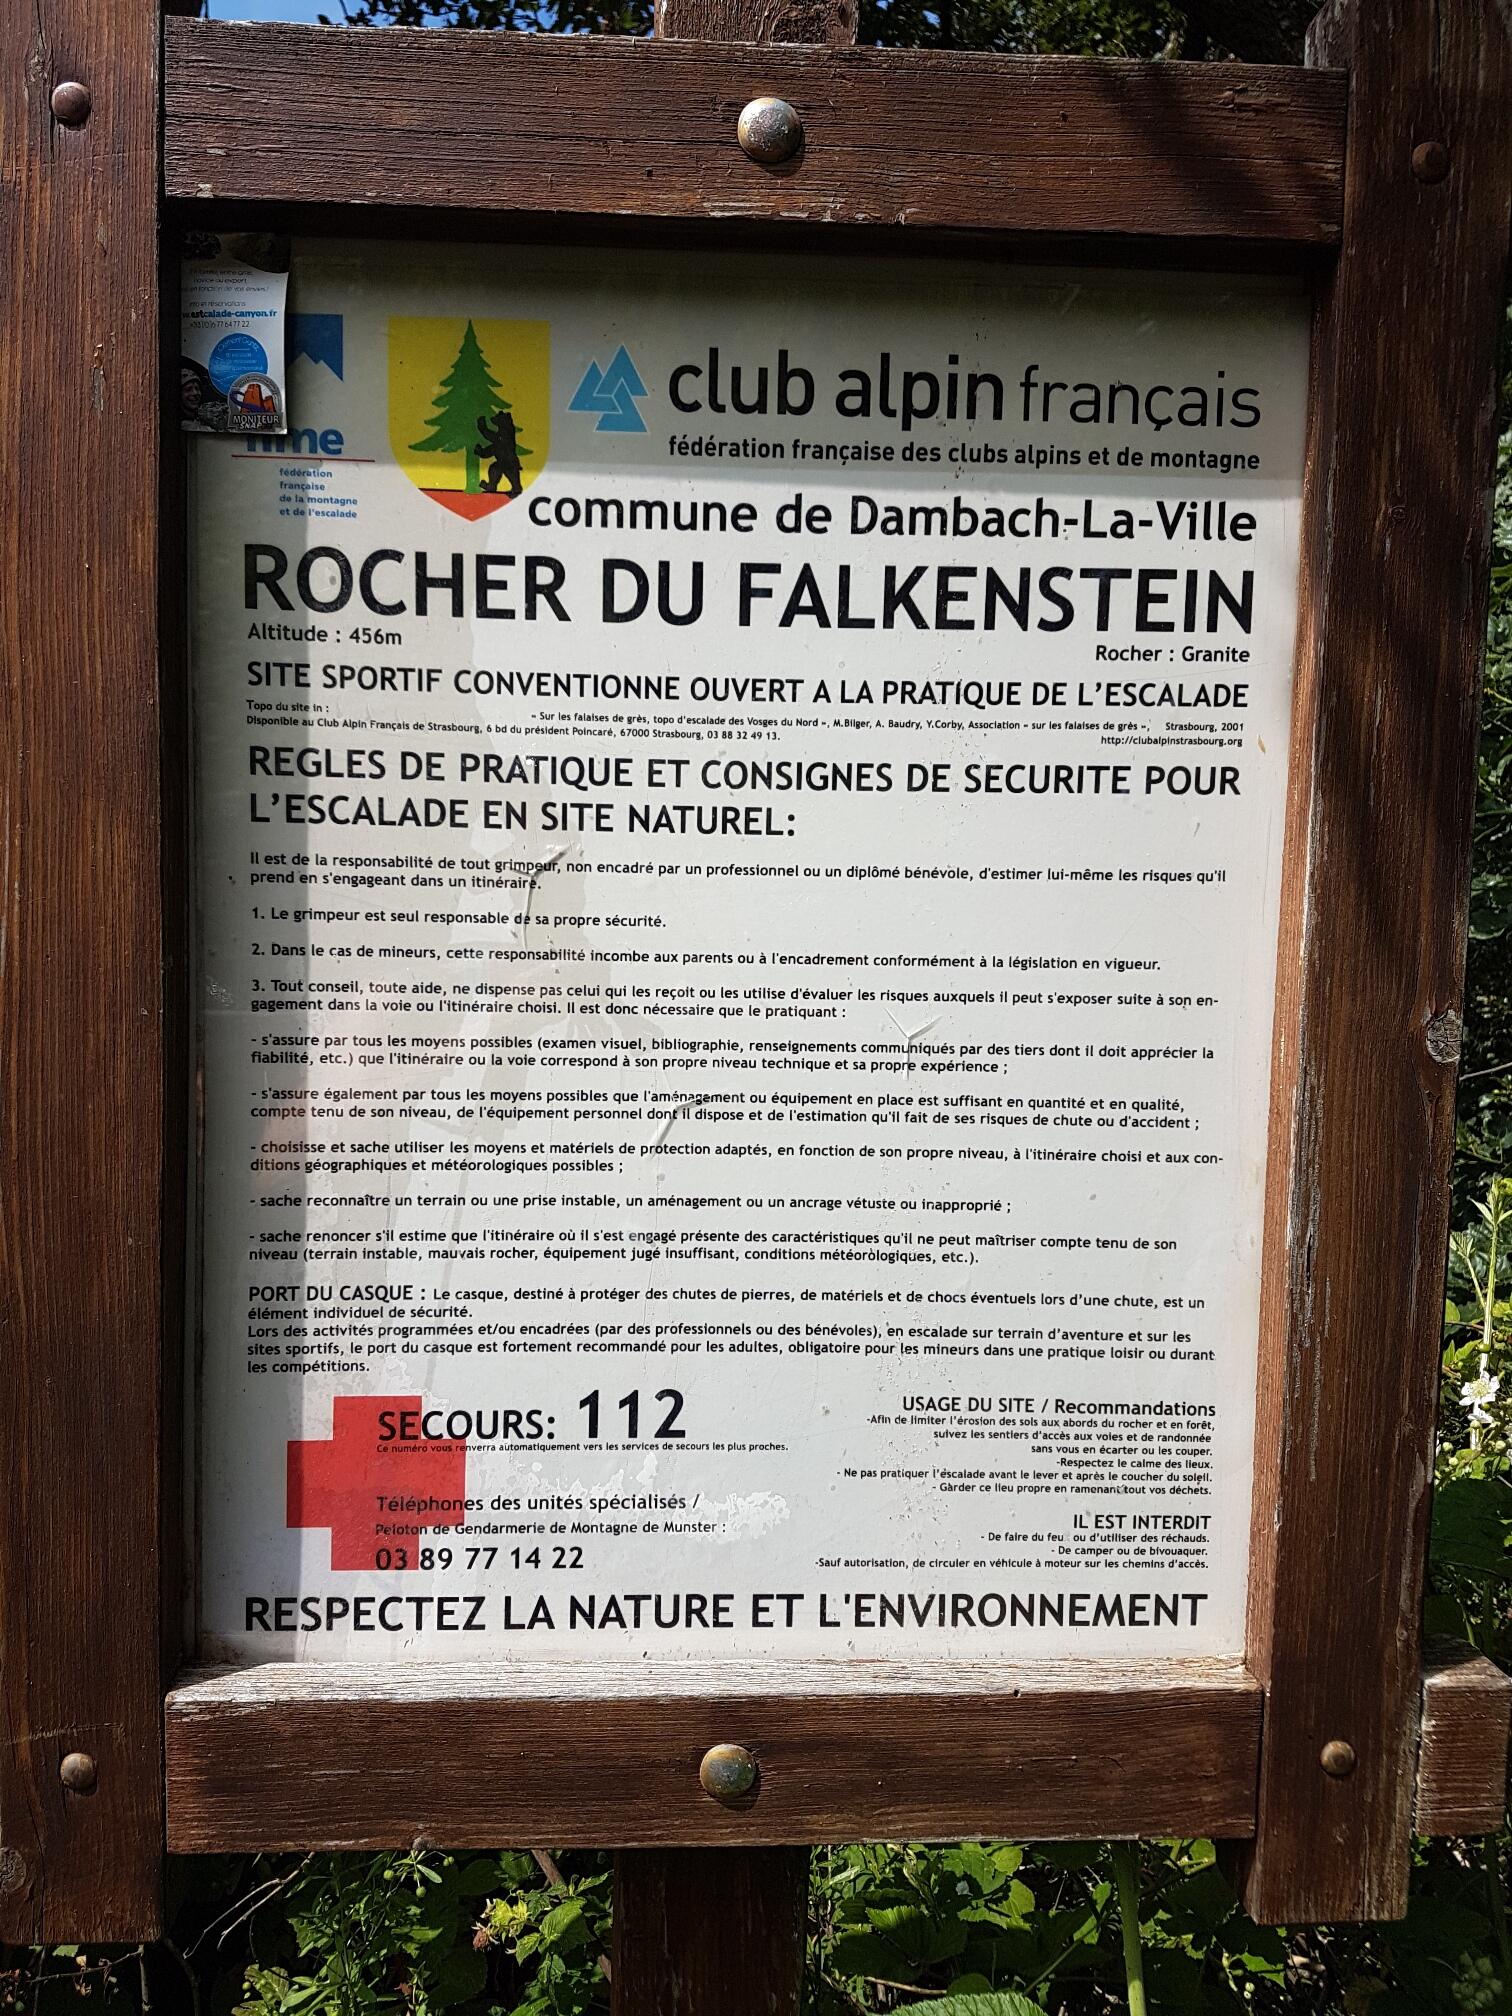 novice ou expert
info et réservations
estcalade-canyon.fr
MONITEUR
fédération
française
de la montagne
et de l'escalade
club alpin français
fédération française des clubs alpins et de montagne
commune de Dambach-La-Ville
ROCHER DU FALKENSTEIN
Altitude : 456m
Rocher : Granite
SITE SPORTIF CONVENTIONNE OUVERT A LA PRATIQUE DE L'ESCALADE
Topo du site in :
« Sur les falaises de grès, topo d'escalade des Vosges du Nord », M.Bilger, A. Baudry, Y.Corby, Association « sur les falaises de grès », Strasbourg, 2001
Disponible au Club Alpin Français de Strasbourg, 6 bd du président Poincaré, 67000 Strasbourg, 03 88 32 49 13.
http://clubalpinstrasbourg.org
REGLES DE PRATIQUE ET CONSIGNES DE SECURITE POUR
L'ESCALADE EN SITE NATUREL:
Il est de la responsabilité de tout grimpeur, non encadré par un professionnel ou un diplômé bénévole, d'estimer lui-même les risques qu'il
prend en s'engageant dans un itinéraire.
1. Le grimpeur est seul responsable de sa propre sécurité.
2. Dans le cas de mineurs, cette responsabilité incombe aux parents ou à l'encadrement conformément à la législation en vigueur.
3. Tout conseil, toute aide, ne dispense pas celui qui les reçoit ou les utilise d'évaluer les risques auxquels il peut s'exposer suite à son en-
gagement dans la voie ou l'itinéraire choisi. Il est donc nécessaire que le pratiquant :
- s'assure par tous les moyens possibles (examen visuel, bibliographie, renseignements communiqués par des tiers dont il doit apprécier la
fiabilité, etc.) que l'itinéraire ou la voie correspond à son propre niveau technique et sa propre expérience ;
- s'assure également par tous les moyens possibles que l'aménagement ou équipement en place est suffisant en quantité et en qualité,
compte tenu de son niveau, de l'équipement personnel dont il dispose et de l'estimation qu'il fait de ses risques de chute ou d'accident ;
- choisisse et sache utiliser les moyens et matériels de protection adaptés, en fonction de son propre niveau, à l'itinéraire choisi et aux con-
ditions géographiques et météorologiques possibles ;
- sache reconnaître un terrain ou une prise instable, un aménagement ou un ancrage vétuste ou inapproprié ;
- sache renoncer s'il estime que l'itinéraire où il s'est engagé présente des caractéristiques qu'il ne peut maîtriser compte tenu de son
niveau (terrain instable, mauvais rocher, équipement jugé insuffisant, conditions météorologiques, etc.).
PORT DU CASQUE : Le casque, destiné à protéger des chutes de pierres, de matériels et de chocs éventuels lors d'une chute, est un
élément individuel de sécurité.
Lors des activités programmées et/ou encadrées (par des professionnels ou des bénévoles), en escalade sur terrain d'aventure et sur les
sites sportifs, le port du casque est fortement recommandé pour les adultes, obligatoire pour les mineurs dans une pratique loisir ou durant
les compétitions.
SECOURS: 112
Ce numéro vous renverra automatiquement vers les services de secours les plus proches.
Téléphones des unités spécialisés /
Peloton de Gendarmerie de Montagne de Munster :
03 89 77 14 22
USAGE DU SITE / Recommandations
-Afin de limiter l'érosion des sols aux abords du rocher et en forêt,
suivez les sentiers d'accès aux voies et de randonnée
sans vous en écarter ou les couper.
-Respectez le calme des lieux.
- Ne pas pratiquer l'escalade avant le lever et après le coucher du soleil.
- Garder ce lieu propre en ramenant tout vos déchets.
IL EST INTERDIT
- De faire du feu ou d'utiliser des réchauds.
- De camper ou de bivouaquer.
-Sauf autorisation, de circuler en véhicule à moteur sur les chemins d'accès.
RESPECTEZ LA NATURE ET L'ENVIRONNEMENT